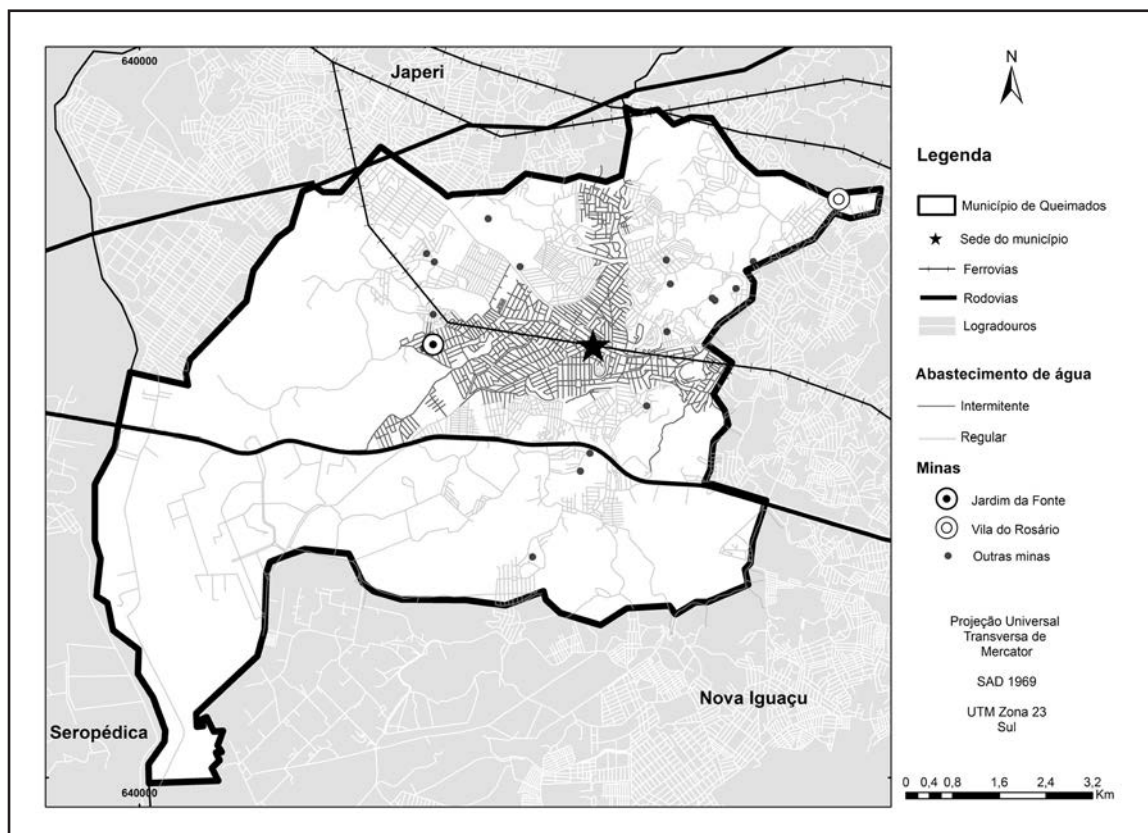 640000
Japeri
Seropédica
Nova Iguaçu
640000
N
Legenda
Município de Queimados
Sede do município
Ferrovias
Rodovias
Logradouros
Abastecimento de água
Intermitente
Regular
Minas
Jardim da Fonte
Vila do Rosário
Outras minas
Projeção Universal
Transversa de
Mercator
SAD 1969
UTM Zona 23
Sul
0 0,4 0,8 1,6 2,4 3,2
Km